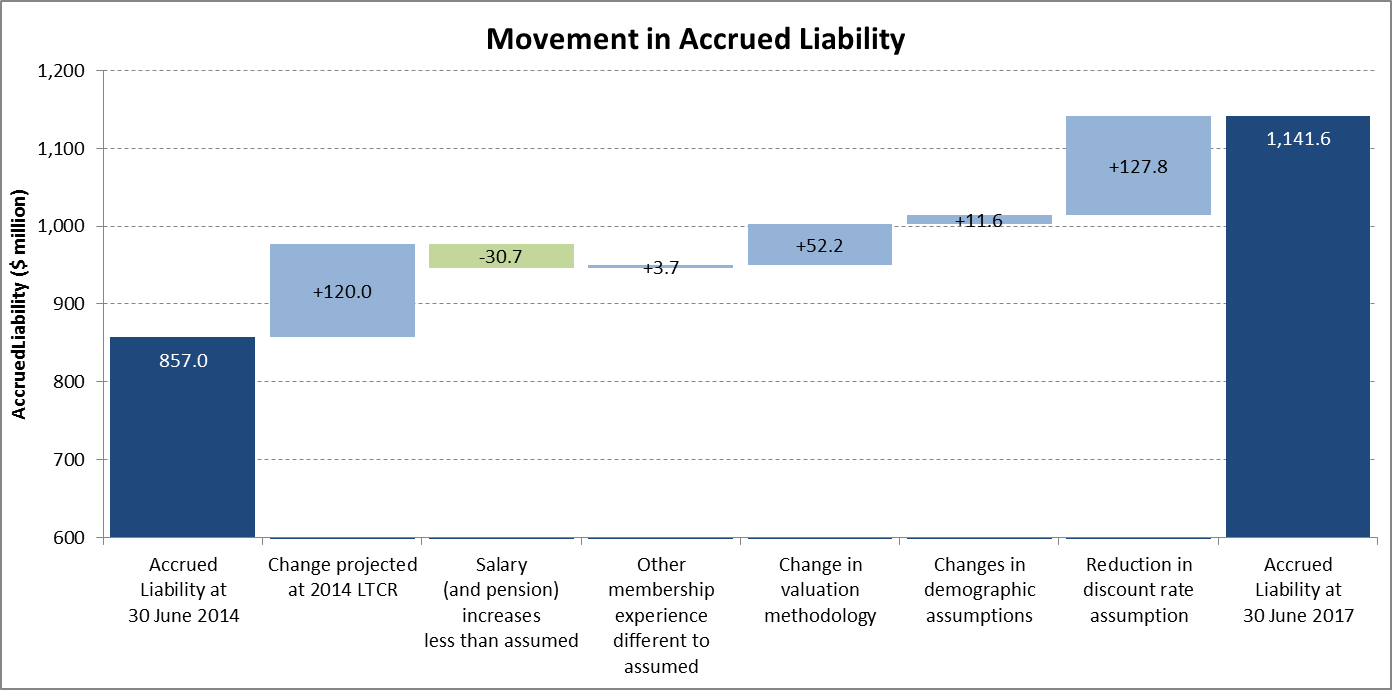 Movement in Accrued Liability
AccruedLiability ($ million)
1,200
1,100
1,000
900
800
700
600
857.0
+120.0
-30.7
+3.7
+52.2
+11.6
+127.8
1,141.6
Accrued
Liability at
30 June 2014
Change projected
at 2014 LTCR
Salary
(and pension)
increases
less than assumed
Other
membership
experience
different to
assumed
Change in
valuation
methodology
Changes in
demographic
assumptions
Reduction in
discount rate
assumption
Accrued
Liability at
30 June 2017